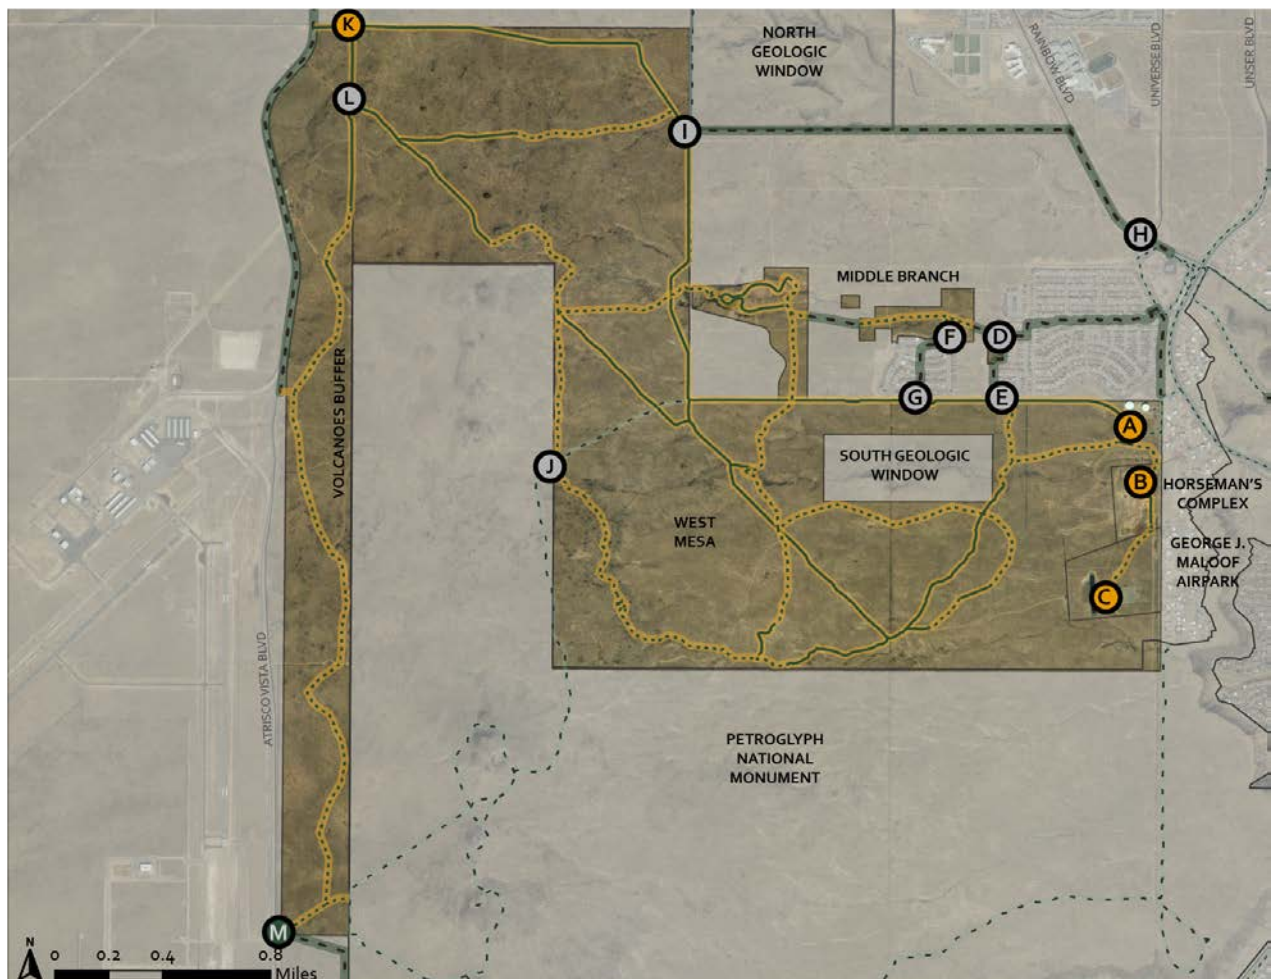 K
NORTH
GEOLOGIC
WINDOW
RAINBOW BLVD
UNIVERSE BLVD
UNSER BLVD
L
I
H
MIDDLE BRANCH
F
D
G
E
A
VOLCANOES BUFFER
J
SOUTH GEOLOGIC
WINDOW
B
HORSEMAN'S
COMPLEX
WEST
MESA
GEORGE J.
MALOOF
AIRPARK
C
ATRISCO VISTA BLVD
PETROGLYPH
NATIONAL
MONUMENT
M
N
0 0.2 0.4 0.8
Miles